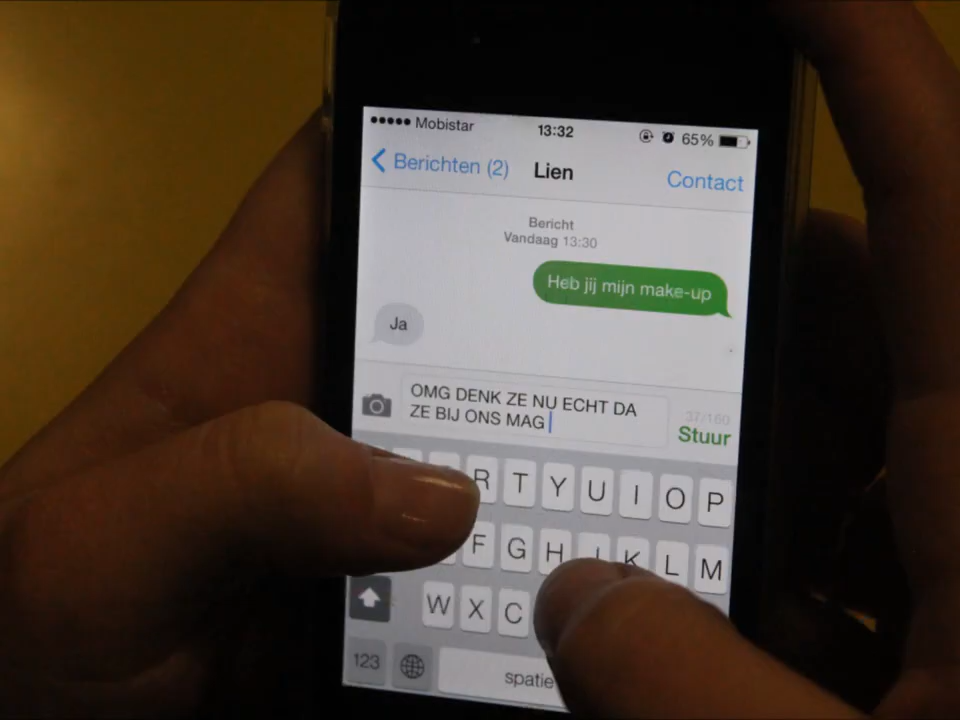 Mobistar 13:32 65%
Berichten (2) Lien Contact
Bericht
Vandaag 13:30
Heb jij mijn make-up
Ja
OMG DENK ZE NU ECHT DA
ZE BIJ ONS MAG
37/160
Stuur
R T Y U I O P
F G H J K L M
W X C
123 spatie